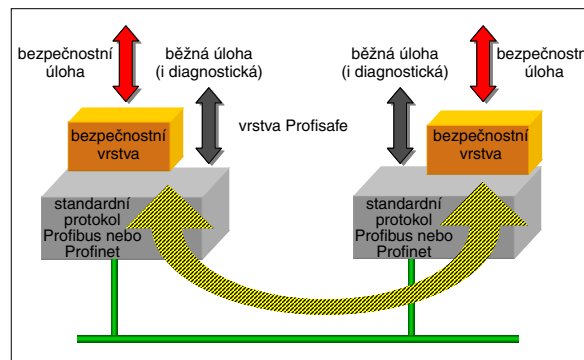 bezpečnostní
úloha
běžná úloha
(i diagnostická)
běžná úloha
(i diagnostická)
bezpečnostní
úloha
vrstva Profisafe
bezpečnostní
vrstva
bezpečnostní
vrstva
standardní
protokol
Profibus nebo
Profinet
standardní
protokol
Profibus nebo
Profinet